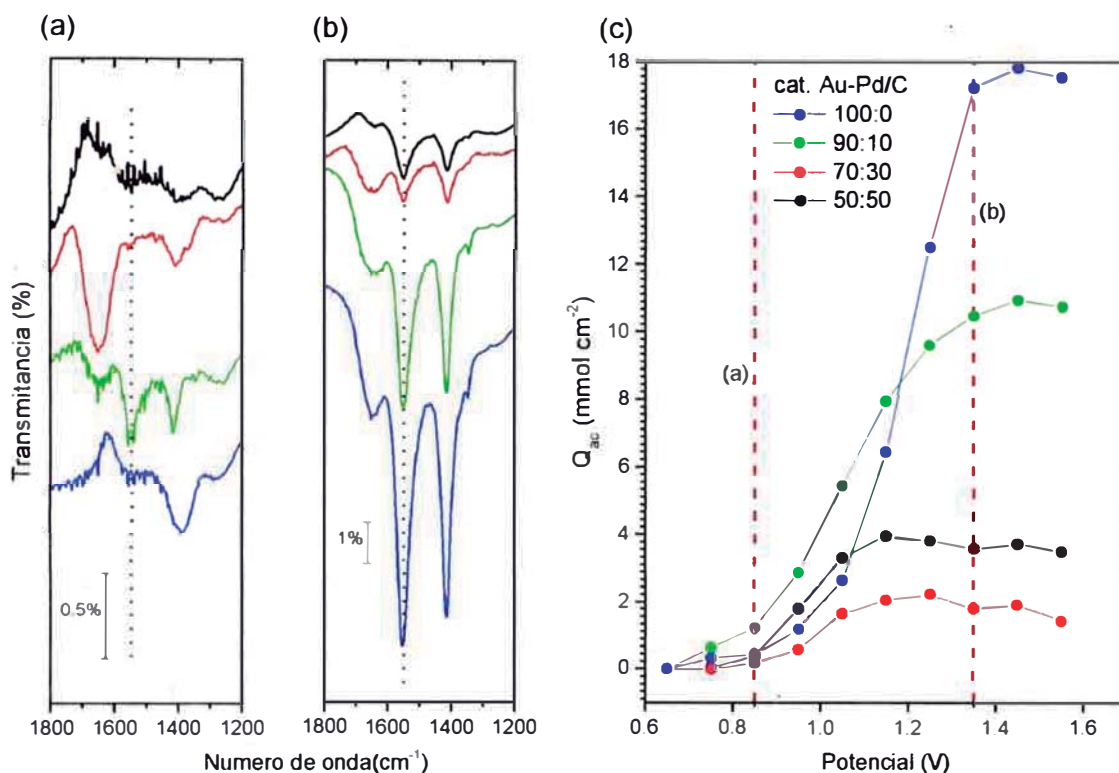 (a)
(b)
(c)
Transmitancia (%)
0.5%
1%
1800 1600 1400 1200
1800 1600 1400 1200
Numero de onda(cm⁻¹)
cat. Au-Pd/C
100:0
90:10
70:30
50:50
(a)
(b)
Q_ac (mmol cm⁻²)
18
16
14
12
10
8
6
4
2
0
0.6 0.8 1.0 1.2 1.4 1.6
Potencial (V)